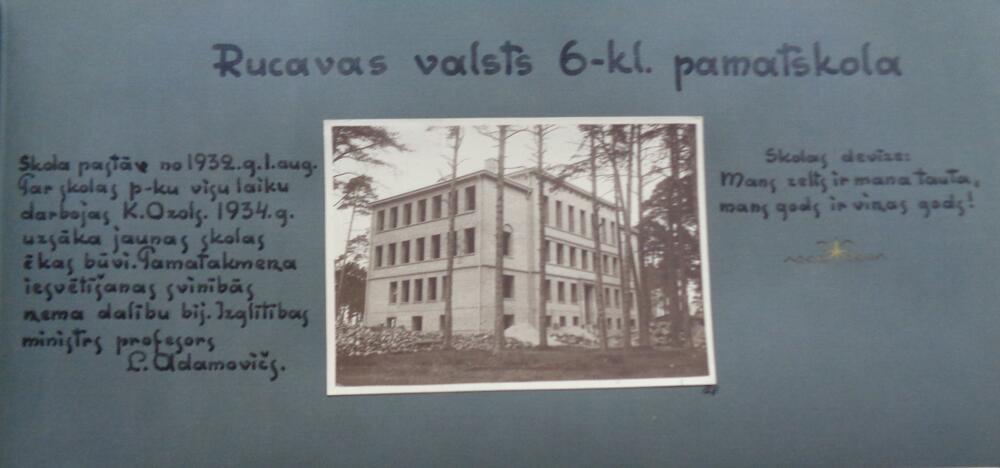 Rucavas valsts 6-kl. pamatskola
Skola pastāv no 1932. g. 1. aug.
Par skolas p-ku visu laiku
darbojas K. Ozols. 1934. g.
uzsāka jaunas skolas
ēkas būvi. Pamatakmeņa
iesvētīšanas svinībās
ņema dalību bij. Izglītības
ministrs profesors
L. Adamovičs.
Skolas devīze:
Mans zelts ir mana tauta,
mans gods ir viņas gods!